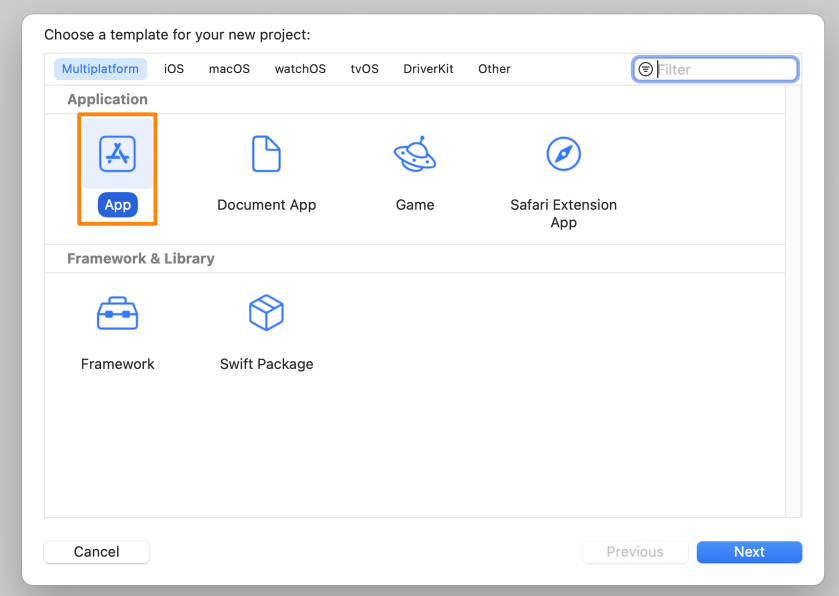 Choose a template for your new project:
Multiplatform iOS macOS watchOS tvOS DriverKit Other Filter
Application
App Document App Game Safari Extension
App
Framework & Library
Framework Swift Package
Cancel Previous Next